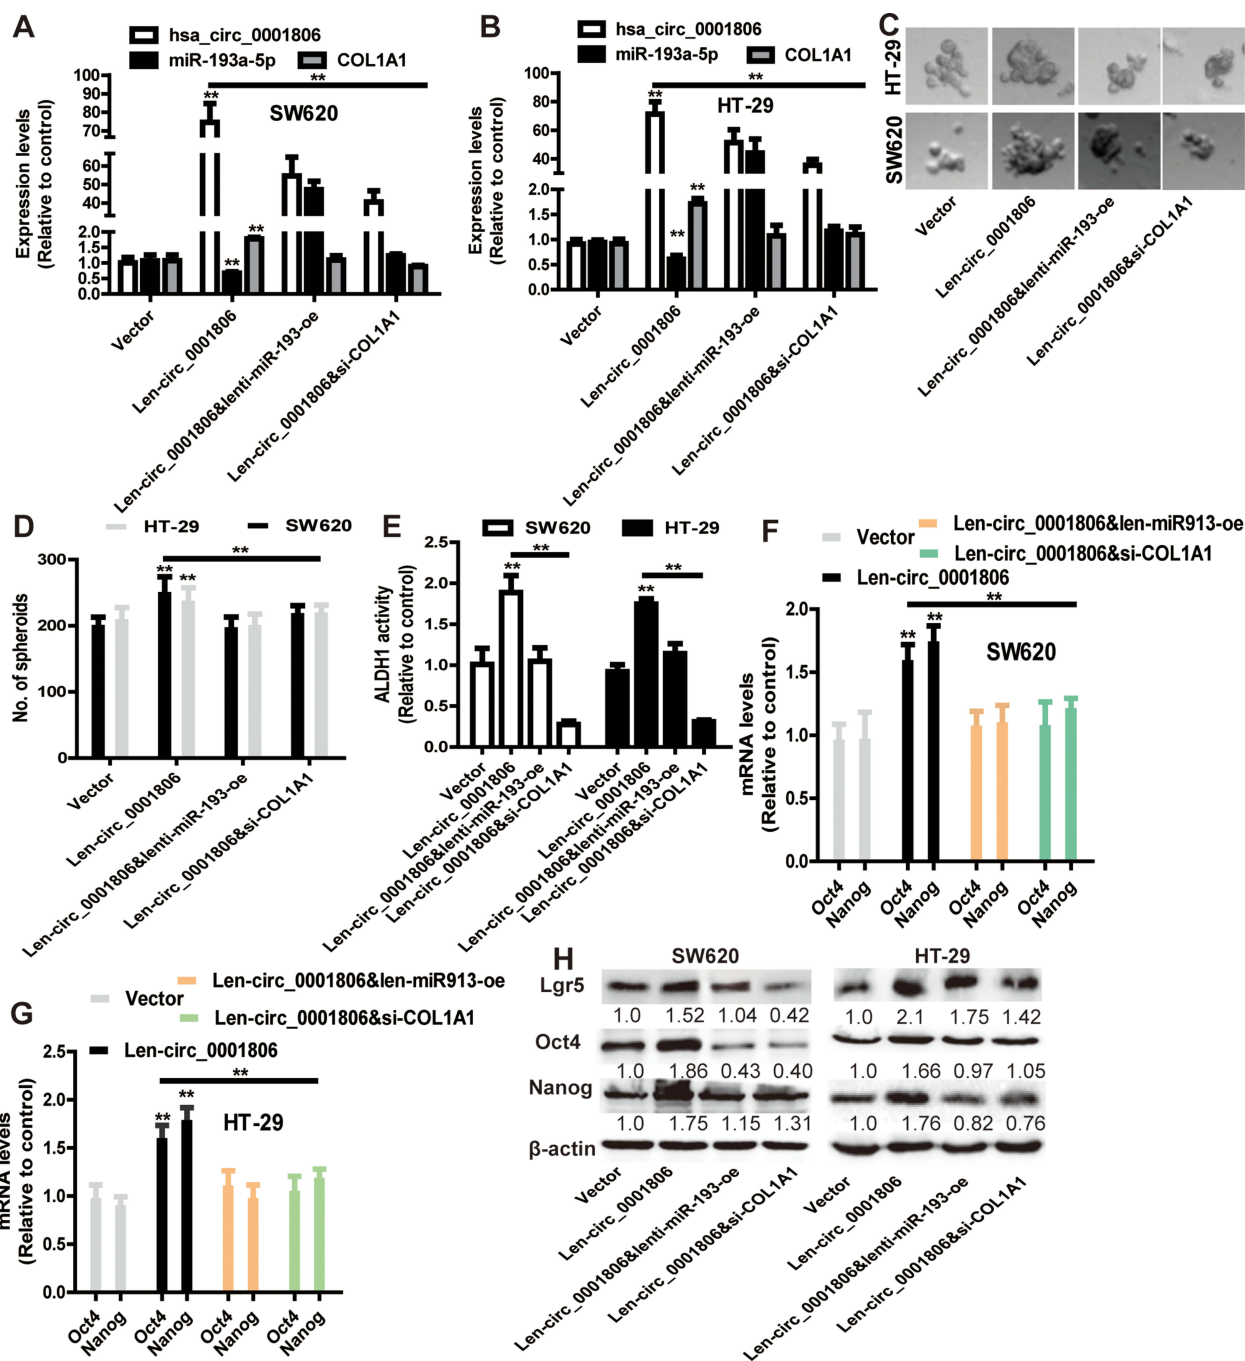 A
hsa_circ_0001806
miR-193a-5p
COL1A1
**
SW620
Expression levels
(Relative to control)
100
90
80
70
60
50
40
2.0
1.5
1.0
0.5
0.0
**
**
**
Vector
Len-circ_0001806
Len-circ_0001806&lenti-miR-193-oe
Len-circ_0001806&si-COL1A1
B
hsa_circ_0001806
miR-193a-5p
COL1A1
**
HT-29
Expression levels
(Relative to control)
100
80
60
40
2.0
1.5
1.0
0.5
0.0
**
**
**
Vector
Len-circ_0001806
Len-circ_0001806&lenti-miR-193-oe
Len-circ_0001806&si-COL1A1
C
HT-29
SW620
Vector
Len-circ_0001806
Len-circ_0001806&lenti-miR-193-oe
Len-circ_0001806&si-COL1A1
D
HT-29
SW620
No. of spheroids
300
200
100
0
**
**
**
Vector
Len-circ_0001806
Len-circ_0001806&lenti-miR-193-oe
Len-circ_0001806&si-COL1A1
E
SW620
HT-29
ALDH1 activity
(Relative to control)
2.5
2.0
1.5
1.0
0.5
0.0
**
**
**
**
Vector
Len-circ_0001806
Len-circ_0001806&lenti-miR-193-oe
Len-circ_0001806&si-COL1A1
Vector
Len-circ_0001806
Len-circ_0001806&lenti-miR-193-oe
Len-circ_0001806&si-COL1A1
F
Vector
Len-circ_0001806&len-miR913-oe
Len-circ_0001806&si-COL1A1
Len-circ_0001806
mRNA levels
(Relative to control)
2.0
1.5
1.0
0.5
0.0
**
**
**
SW620
Oct4
Nanog
Oct4
Nanog
Oct4
Nanog
Oct4
Nanog
G
Len-circ_0001806&len-miR913-oe
Vector
Len-circ_0001806&si-COL1A1
Len-circ_0001806
mRNA levels
(Relative to control)
2.5
2.0
1.5
1.0
0.5
0.0
**
**
**
HT-29
Oct4
Nanog
Oct4
Nanog
Oct4
Nanog
Oct4
Nanog
H
SW620
HT-29
Lgr5
1.0 1.52 1.04 0.42
1.0 2.1 1.75 1.42
Oct4
1.0 1.86 0.43 0.40
1.0 1.66 0.97 1.05
Nanog
1.0 1.75 1.15 1.31
1.0 1.76 0.82 0.76
β-actin
Vector
Len-circ_0001806
Len-circ_0001806&lenti-miR-193-oe
Len-circ_0001806&si-COL1A1
Vector
Len-circ_0001806
Len-circ_0001806&lenti-miR-193-oe
Len-circ_0001806&si-COL1A1